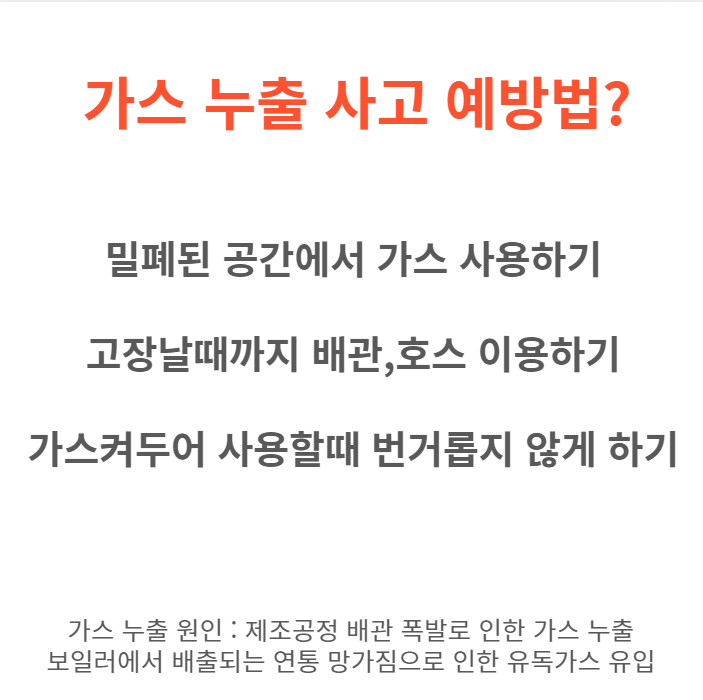 가스 누출 사고 예방법?
밀폐된 공간에서 가스 사용하기
고장날때까지 배관,호스 이용하기
가스켜두어 사용할때 번거롭지 않게 하기
가스 누출 원인 : 제조공정 배관 폭발로 인한 가스 누출
보일러에서 배출되는 연통 망가짐으로 인한 유독가스 유입